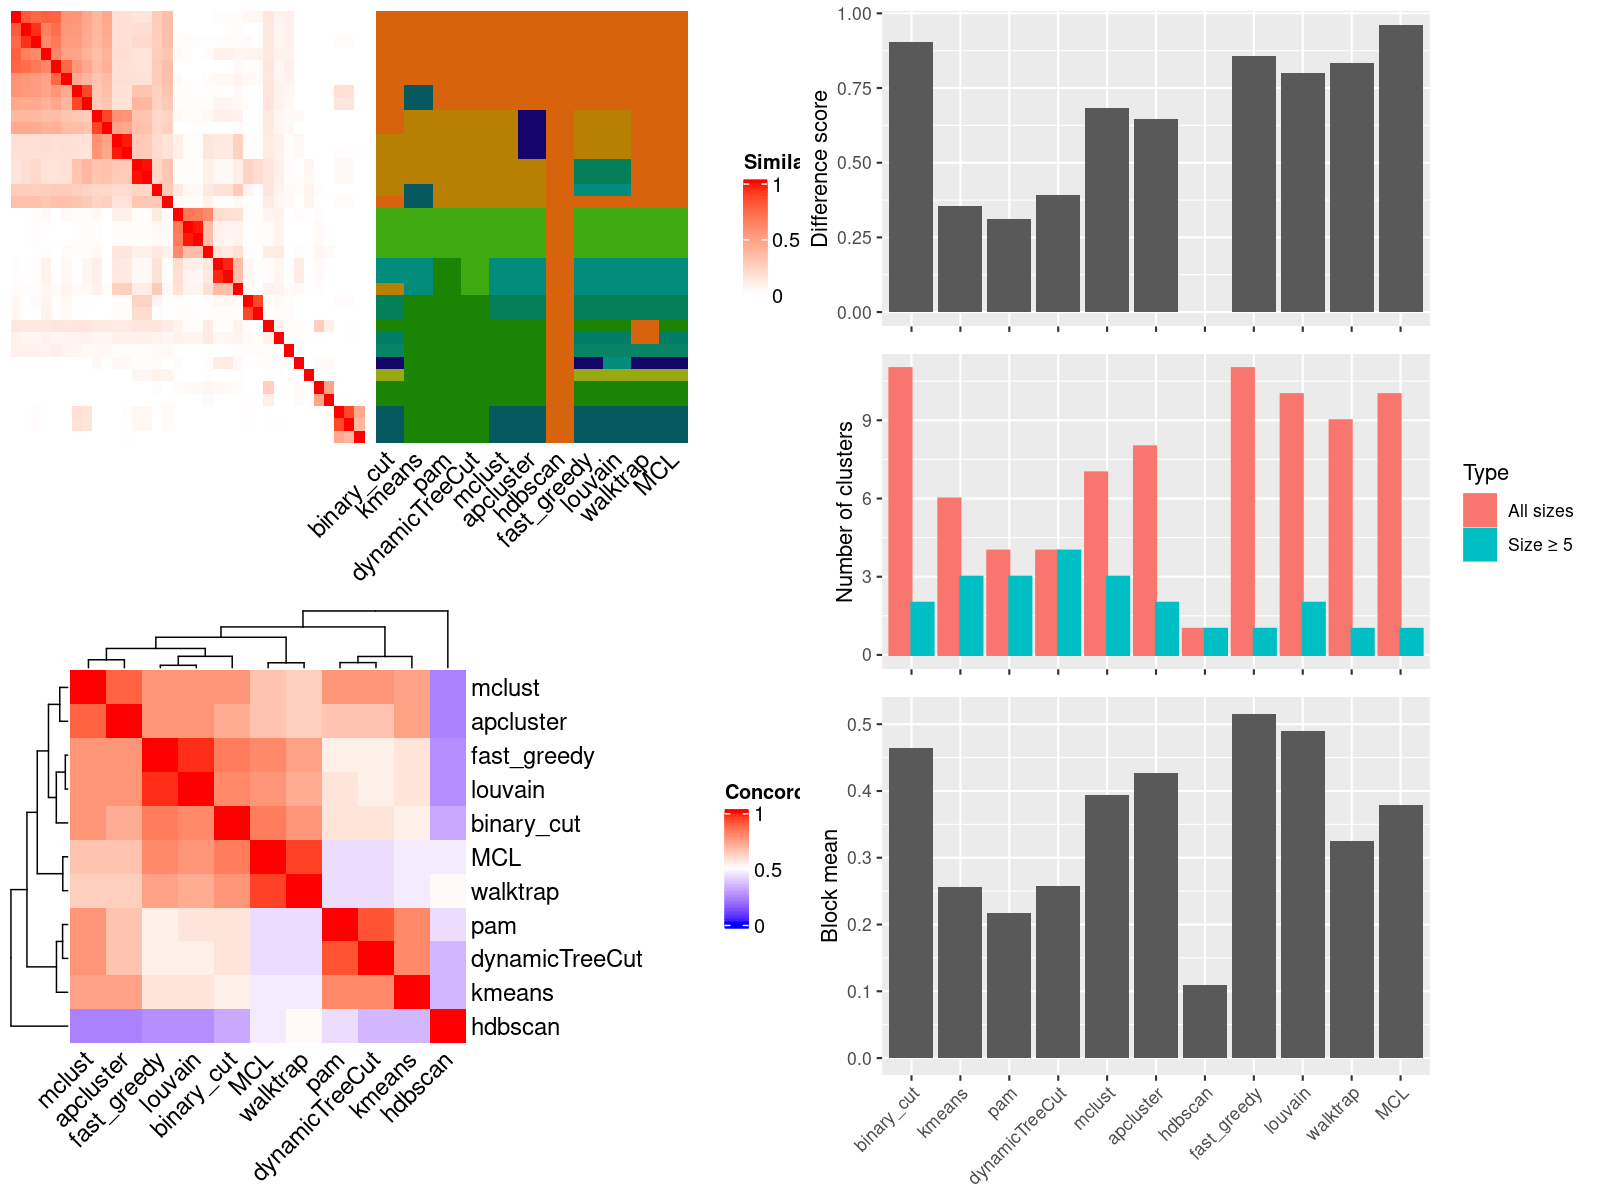 Simila
1
0.5
0
binary_cut
kmeans
pam
dynamicTreeCut
mclust
apcluster
hdbscan
fast_greedy
louvain
walktrap
MCL
mclust
apcluster
fast_greedy
louvain
binary_cut
MCL
walktrap
pam
dynamicTreeCut
kmeans
hdbscan
Concord
1
0.5
0
mclust
apcluster
fast_greedy
louvain
binary_cut
MCL
walktrap
pam
dynamicTreeCut
kmeans
hdbscan
Difference score
1.00
0.75
0.50
0.25
0.00
Number of clusters
9
6
3
0
Type
All sizes
Size ≥ 5
Block mean
0.5
0.4
0.3
0.2
0.1
0.0
binary_cut
kmeans
pam
dynamicTreeCut
mclust
apcluster
hdbscan
fast_greedy
louvain
walktrap
MCL